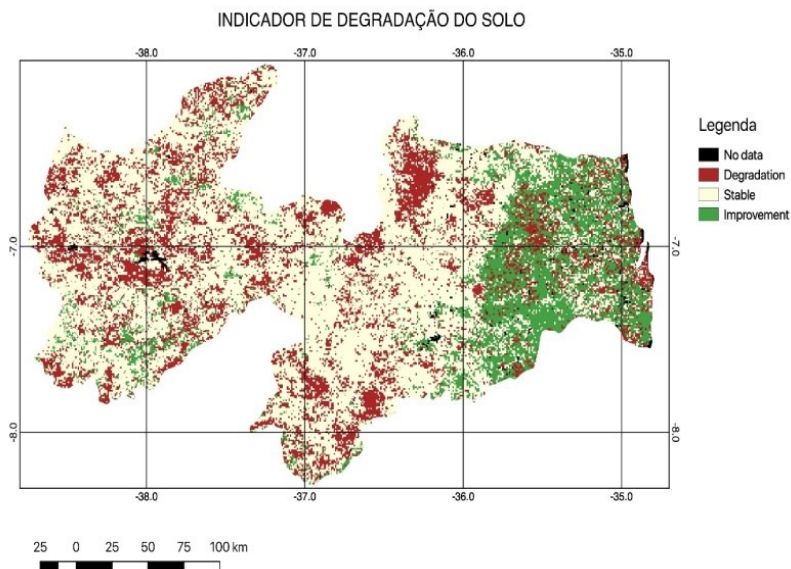 INDICADOR DE DEGRADAÇÃO DO SOLO
-38.0 -37.0 -36.0 -35.0
Legenda
No data
Degradation
Stable
Improvement
-7.0 -7.0
-8.0 -8.0
-38.0 -37.0 -36.0 -35.0
25 0 25 50 75 100 km